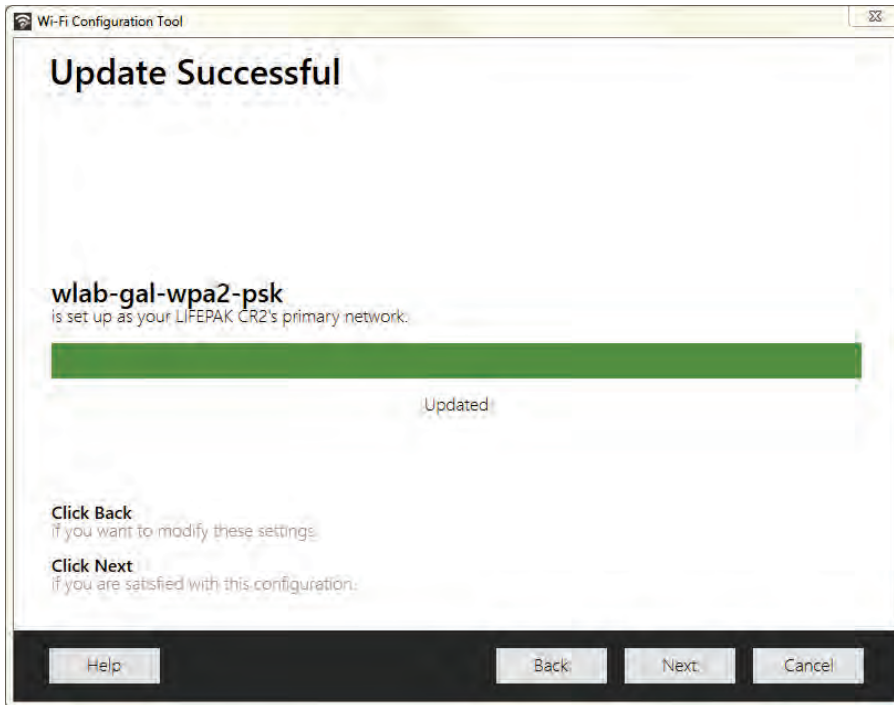 Wi-Fi Configuration Tool
Update Successful
wlab-gal-wpa2-psk
is set up as your LIFEPAK CR2's primary network.
Updated
Click Back
if you want to modify these settings.
Click Next
if you are satisfied with this configuration.
Help
Back
Next
Cancel